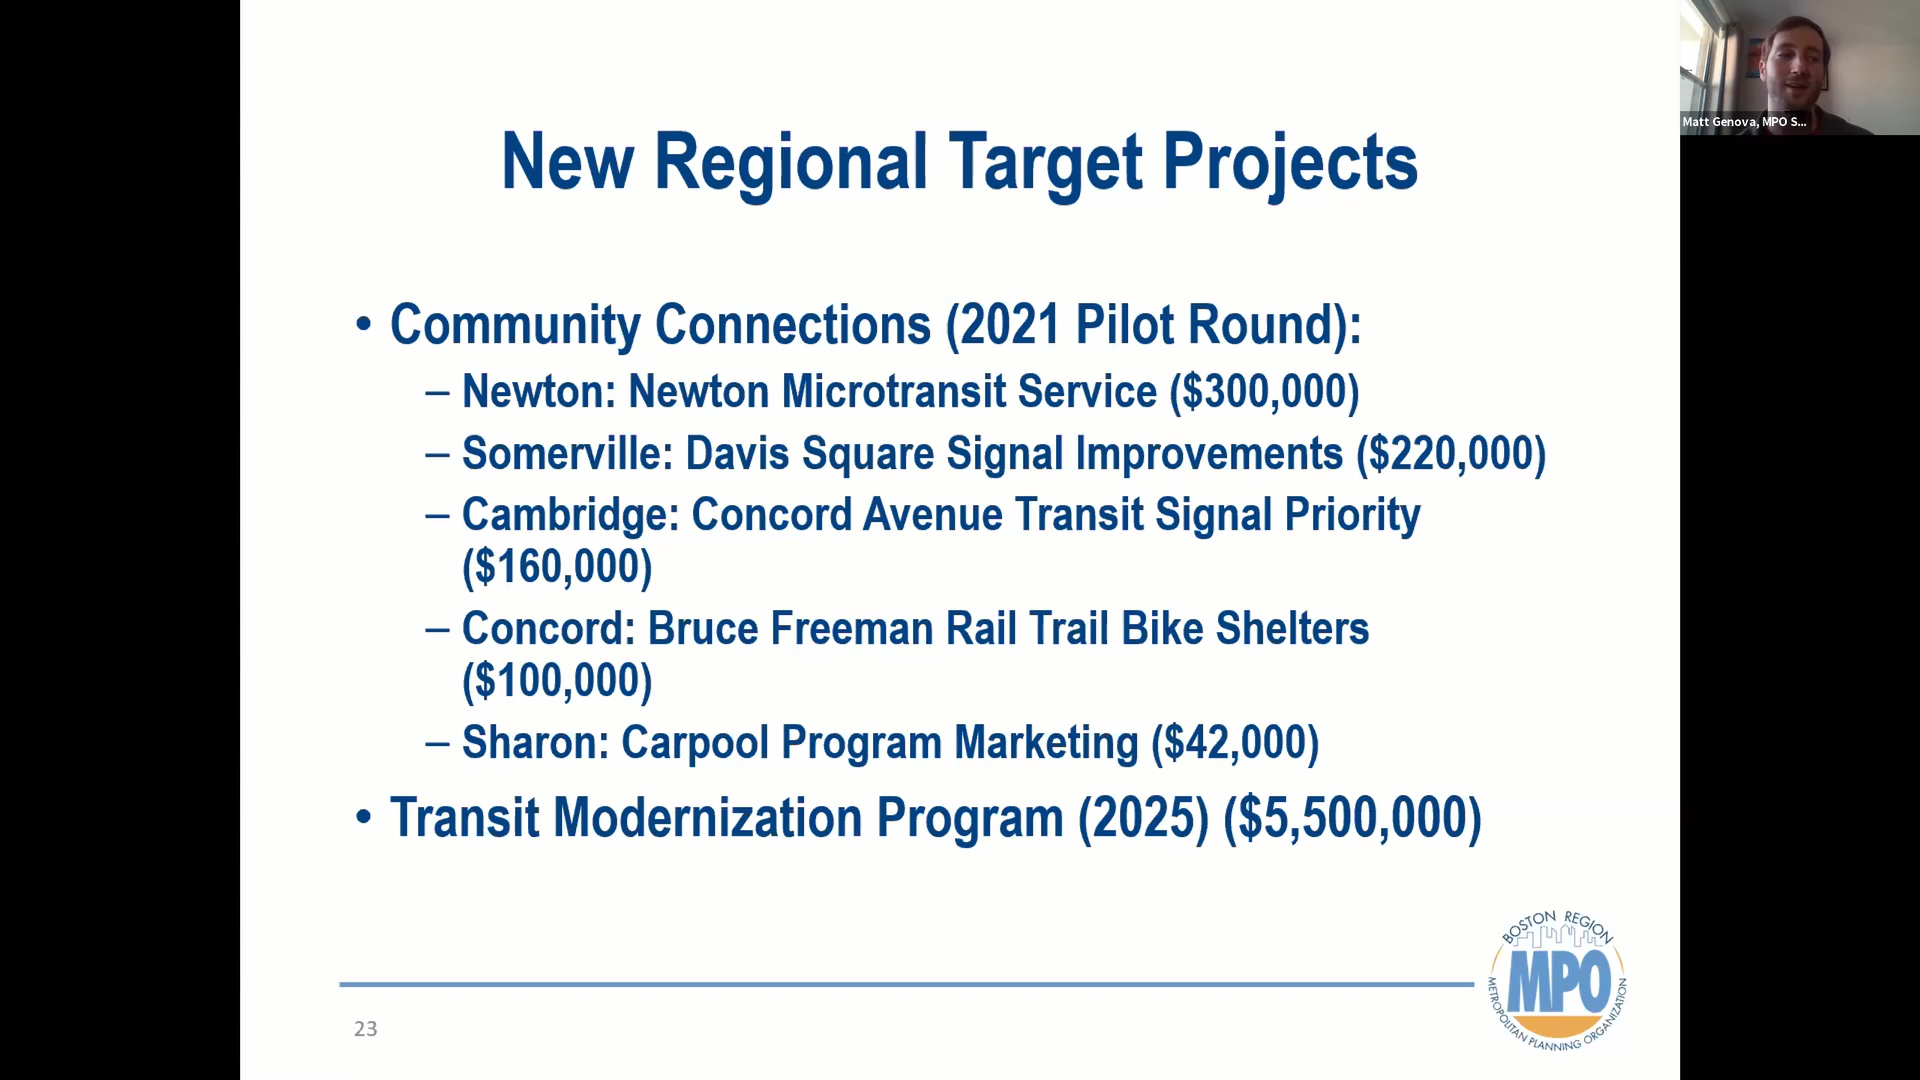 Matt Genova, MPO S...
New Regional Target Projects
• Community Connections (2021 Pilot Round):
– Newton: Newton Microtransit Service ($300,000)
– Somerville: Davis Square Signal Improvements ($220,000)
– Cambridge: Concord Avenue Transit Signal Priority
($160,000)
– Concord: Bruce Freeman Rail Trail Bike Shelters
($100,000)
– Sharon: Carpool Program Marketing ($42,000)
• Transit Modernization Program (2025) ($5,500,000)
BOSTON REGION
MPO
METROPOLITAN PLANNING ORGANIZATION
23